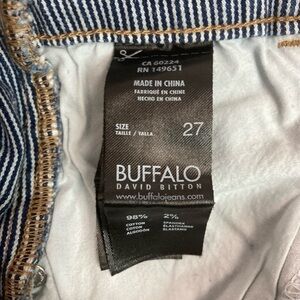 CA 60224
RN 149651
MADE IN CHINA
FABRIQUÉ EN CHINE
HECHO EN CHINA
SIZE
TAILLE / TALLA
27
BUFFALO
DAVID BITTON
www.buffalojeans.com
98% 2%
COTTON SPANDEX
COTON ÉLASTHANNE
ALGODÓN ELASTANO